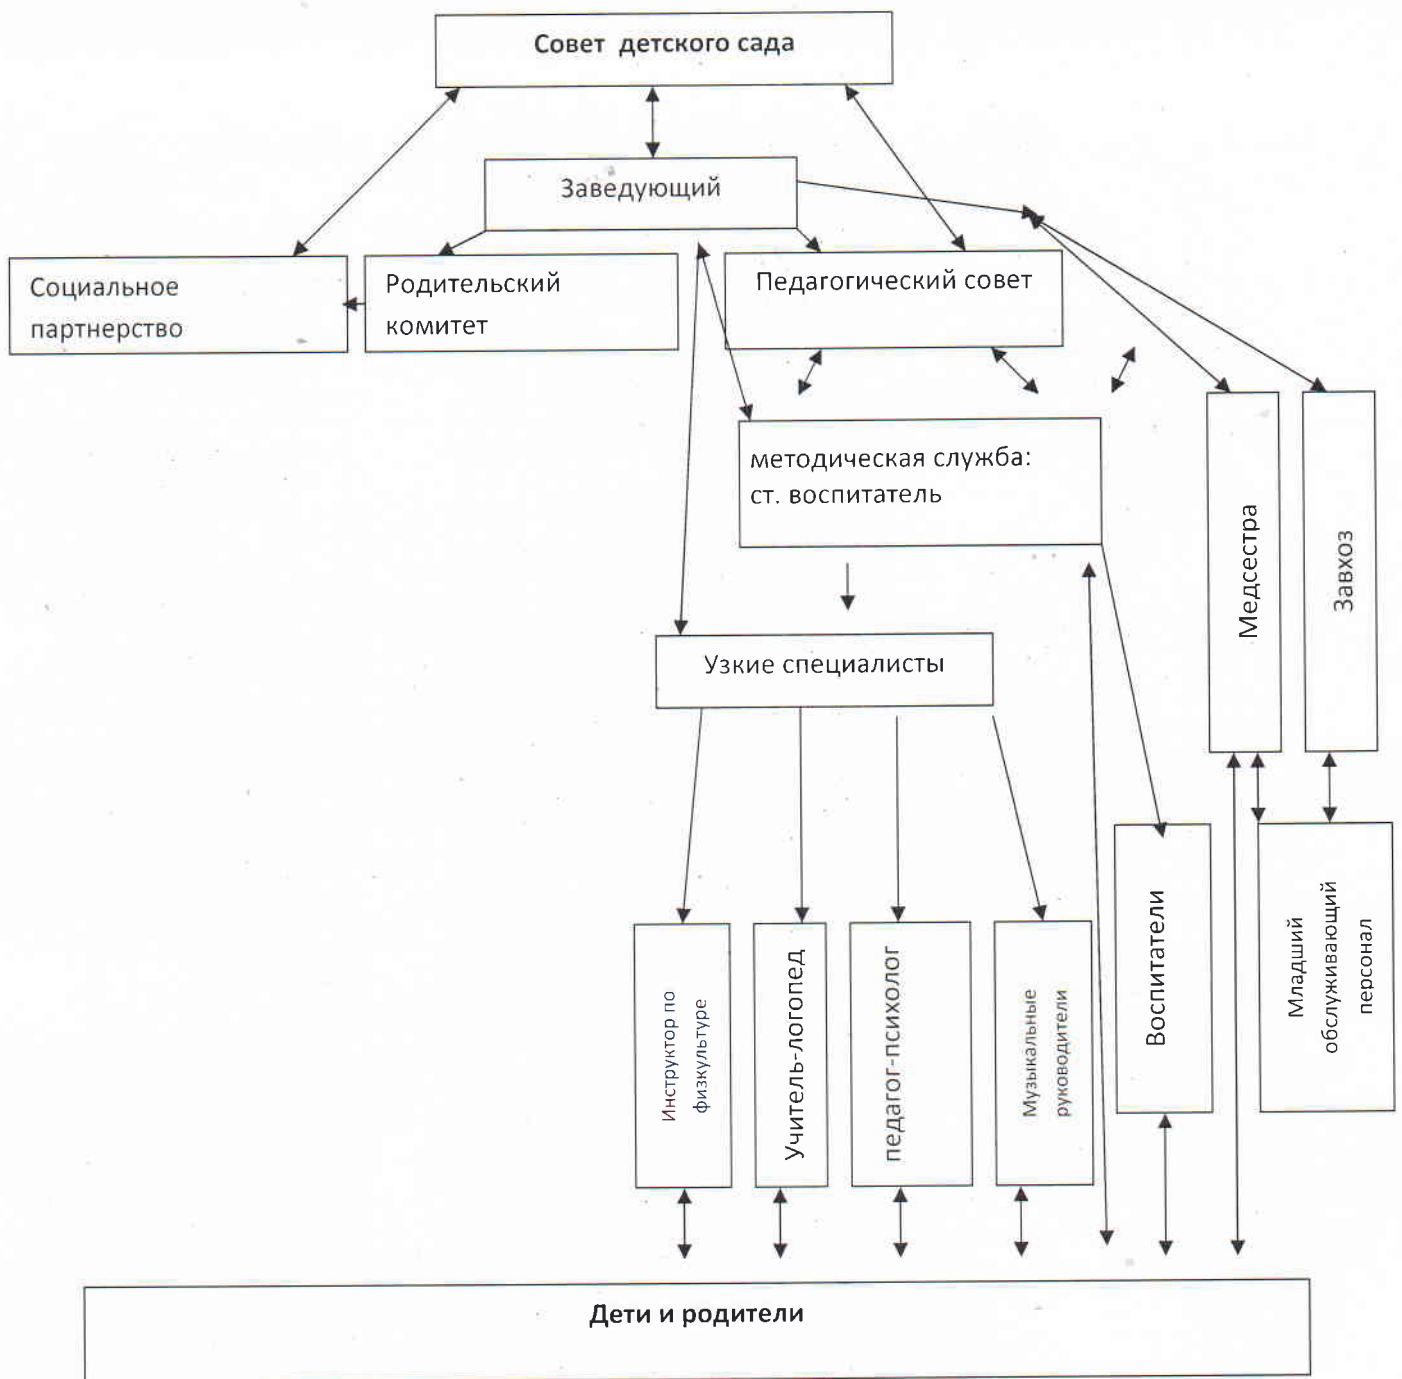 Совет детского сада
Заведующий
Социальное
партнерство
Родительский
комитет
Педагогический совет
методическая служба:
ст. воспитатель
Медсестра
Завхоз
Узкие специалисты
Инструктор по
физкультуре
Учитель-логопед
педагог-психолог
Музыкальные
руководители
Воспитатели
Младший
обслуживающий
персонал
Дети и родители